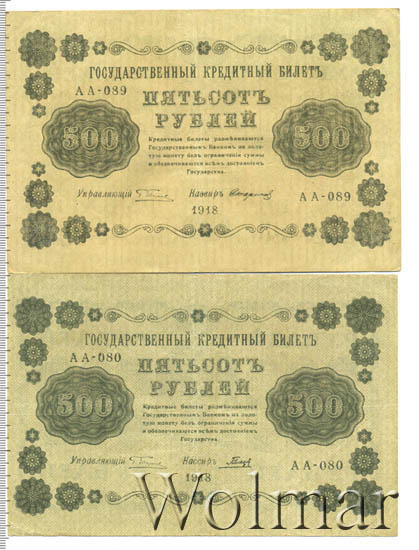 ГОСУДАРСТВЕННЫЙ КРЕДИТНЫЙ БИЛЕТЪ
АА-089
ПЯТЬСОТЪ
РУБЛЕЙ
500
500
Кредитные билеты размѣниваются
Государственнымъ Банкомъ на золо-
тую монету безъ ограниченія суммы
и обезпечиваются всѣмъ достояніемъ
Государства.
Управляющій
Кассиръ
АА-089
1918
ГОСУДАРСТВЕННЫЙ КРЕДИТНЫЙ БИЛЕТЪ
АА-080
ПЯТЬСОТЪ
РУБЛЕЙ
500
500
Кредитные билеты размѣниваются
Государственнымъ Банкомъ на золо-
тую монету безъ ограниченія суммы
и обезпечиваются всѣмъ достояніемъ
Государства.
Управляющій
Кассиръ
АА-080
1918
Wolmar